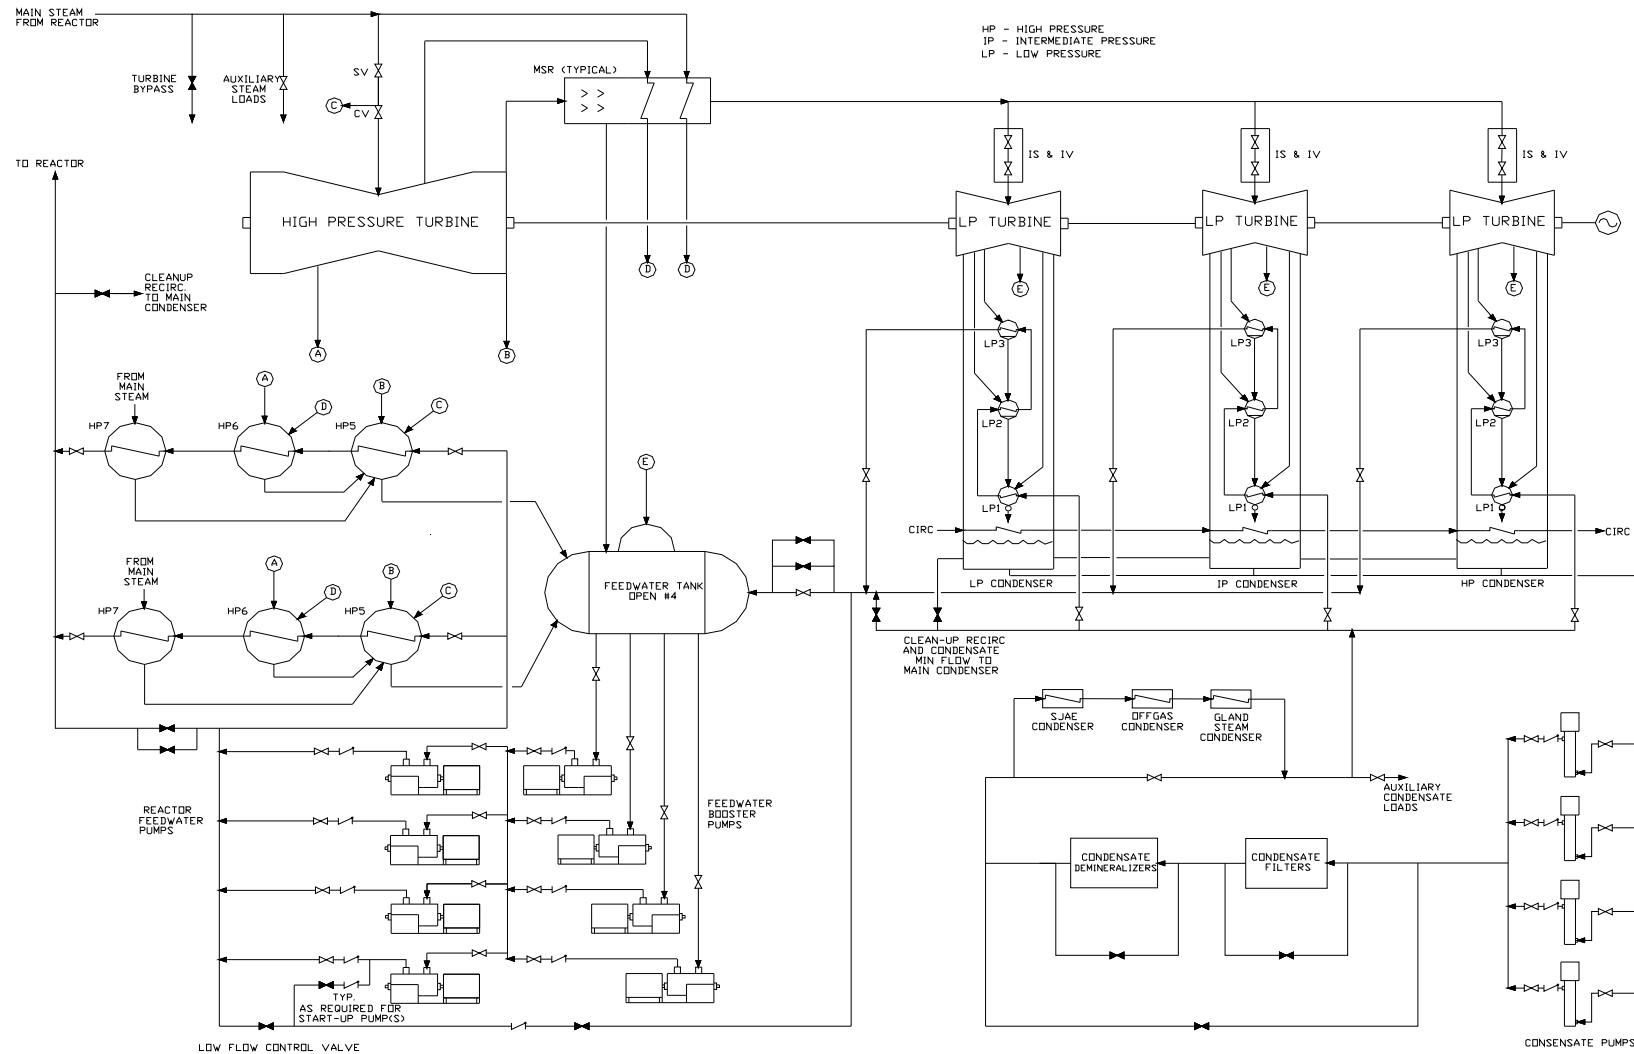 MAIN STEAM
FROM REACTOR
HP - HIGH PRESSURE
IP - INTERMEDIATE PRESSURE
LP - LOW PRESSURE
TURBINE
BYPASS
AUXILIARY
STEAM
LOADS
SV
C
CV
MSR (TYPICAL)
IS & IV
IS & IV
IS & IV
TO REACTOR
HIGH PRESSURE TURBINE
LP TURBINE
LP TURBINE
LP TURBINE
D
D
CLEANUP
RECIRC.
TO MAIN
CONDENSER
E
E
E
A
B
LP3
LP3
LP3
FROM
MAIN
STEAM
A
D
B
C
HP7
HP6
HP5
LP2
LP2
LP2
E
LP1
LP1
LP1
CIRC
CIRC
FROM
MAIN
STEAM
A
D
B
C
HP7
HP6
HP5
FEEDWATER TANK
OPEN #4
LP CONDENSER
IP CONDENSER
HP CONDENSER
CLEAN-UP RECIRC
AND CONDENSATE
MIN FLOW TO
MAIN CONDENSER
SJAE
CONDENSER
OFFGAS
CONDENSER
GLAND
STEAM
CONDENSER
AUXILIARY
CONDENSATE
LOADS
REACTOR
FEEDWATER
PUMPS
FEEDWATER
BOOSTER
PUMPS
CONDENSATE
DEMINERALIZERS
CONDENSATE
FILTERS
TYP.
AS REQUIRED FOR
START-UP PUMP(S)
LOW FLOW CONTROL VALVE
CONSENSATE PUMPS